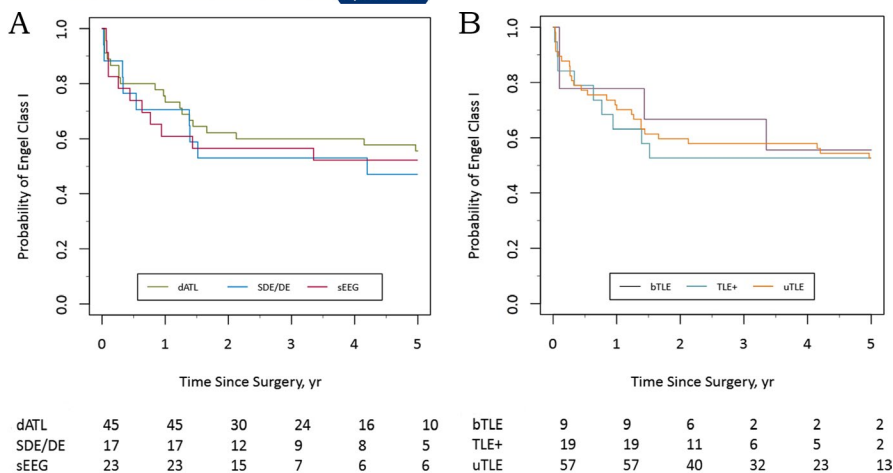 A
B
Probability of Engel Class I
1.0
0.8
0.6
0.4
0.2
0.0
dATL SDE/DE sEEG
0 1 2 3 4 5
Time Since Surgery, yr
dATL 45 45 30 24 16 10
SDE/DE 17 17 12 9 8 5
sEEG 23 23 15 7 6 6
Probability of Engel Class I
1.0
0.8
0.6
0.4
0.2
0.0
bTLE TLE+ uTLE
0 1 2 3 4 5
Time Since Surgery, yr
bTLE 9 9 6 2 2 2
TLE+ 19 19 11 6 5 2
uTLE 57 57 40 32 23 13